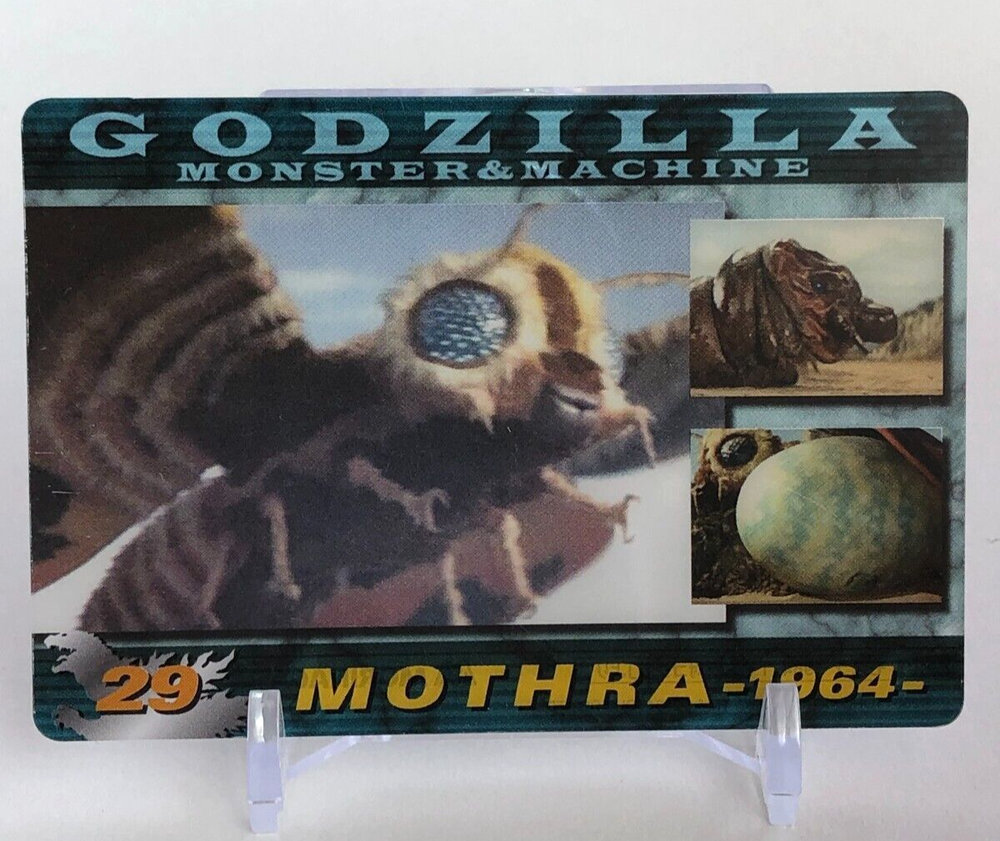 GODZILLA
MONSTER&MACHINE
29 MOTHRA -1964-